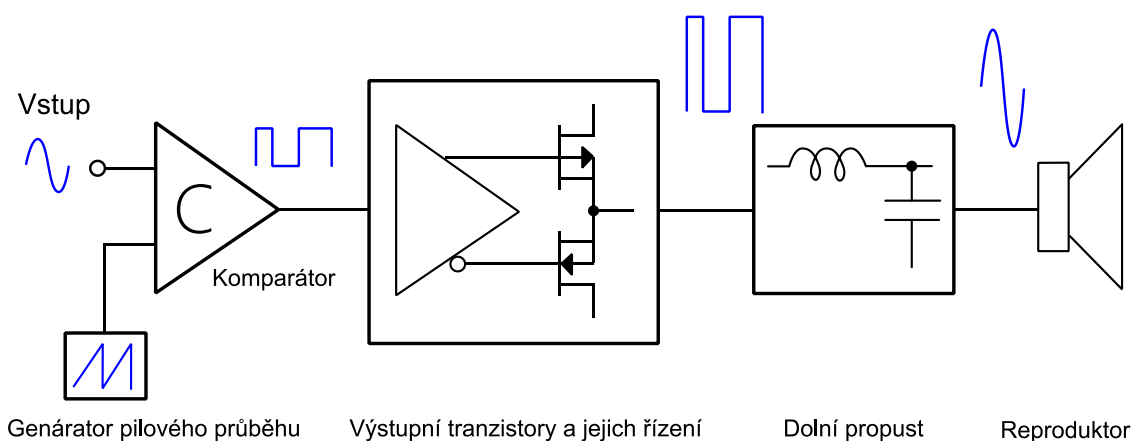 Vstup
C
Komparátor
Genárator pilového průběhu
Výstupní tranzistory a jejich řízení
Dolní propust
Reproduktor